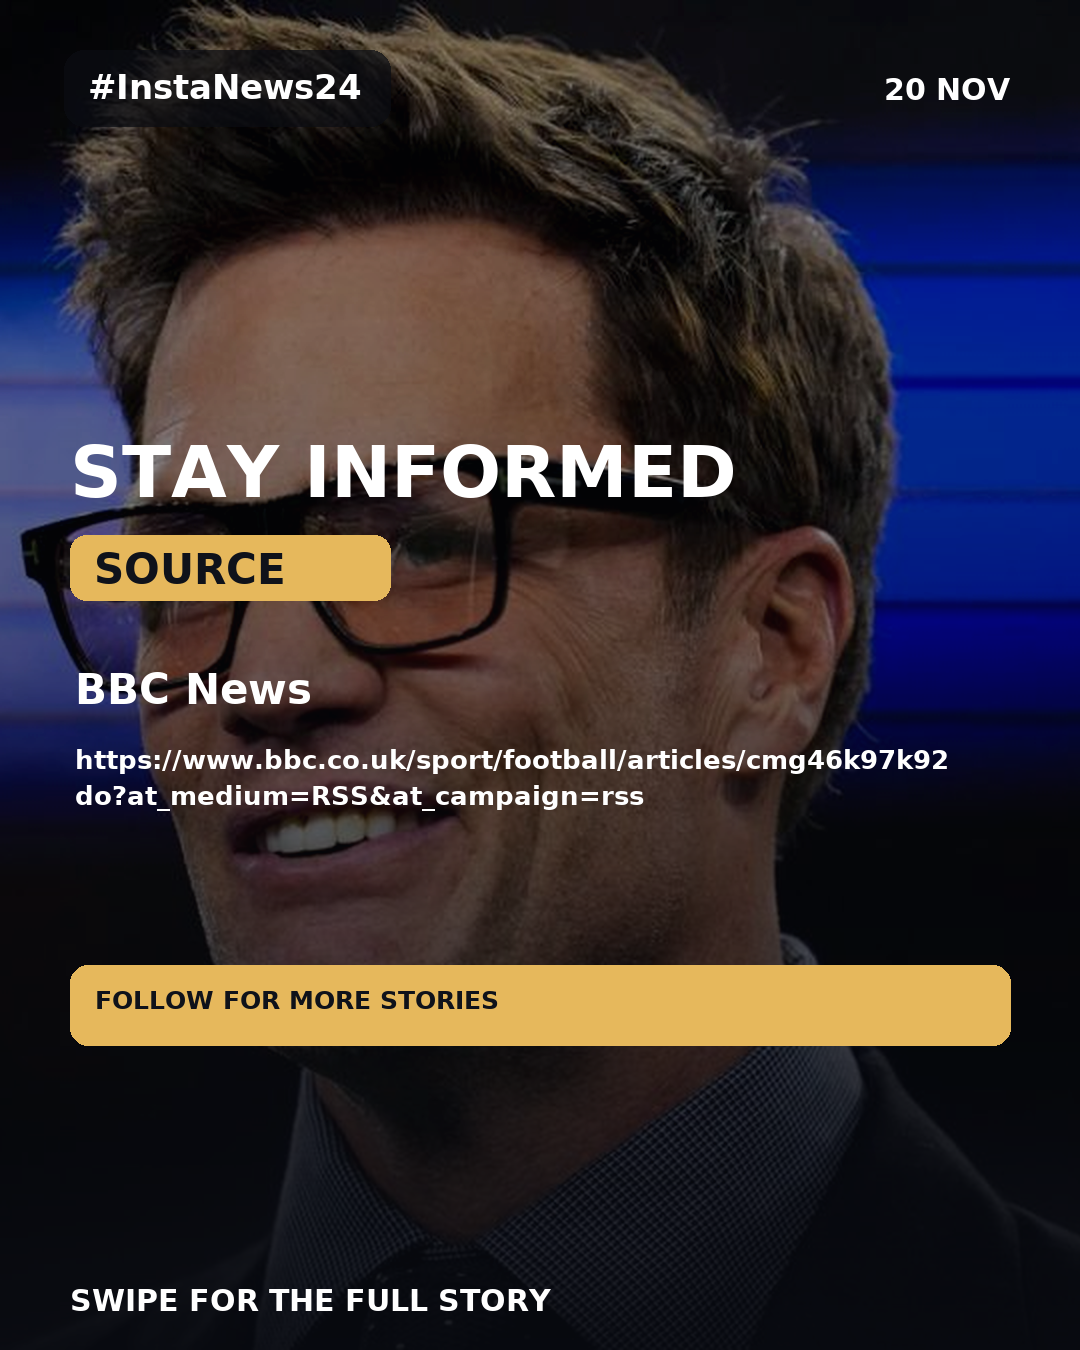 #InstaNews24
20 NOV
STAY INFORMED
SOURCE
BBC News
https://www.bbc.co.uk/sport/football/articles/cmg46k97k92
do?at_medium=RSS&at_campaign=rss
FOLLOW FOR MORE STORIES
SWIPE FOR THE FULL STORY